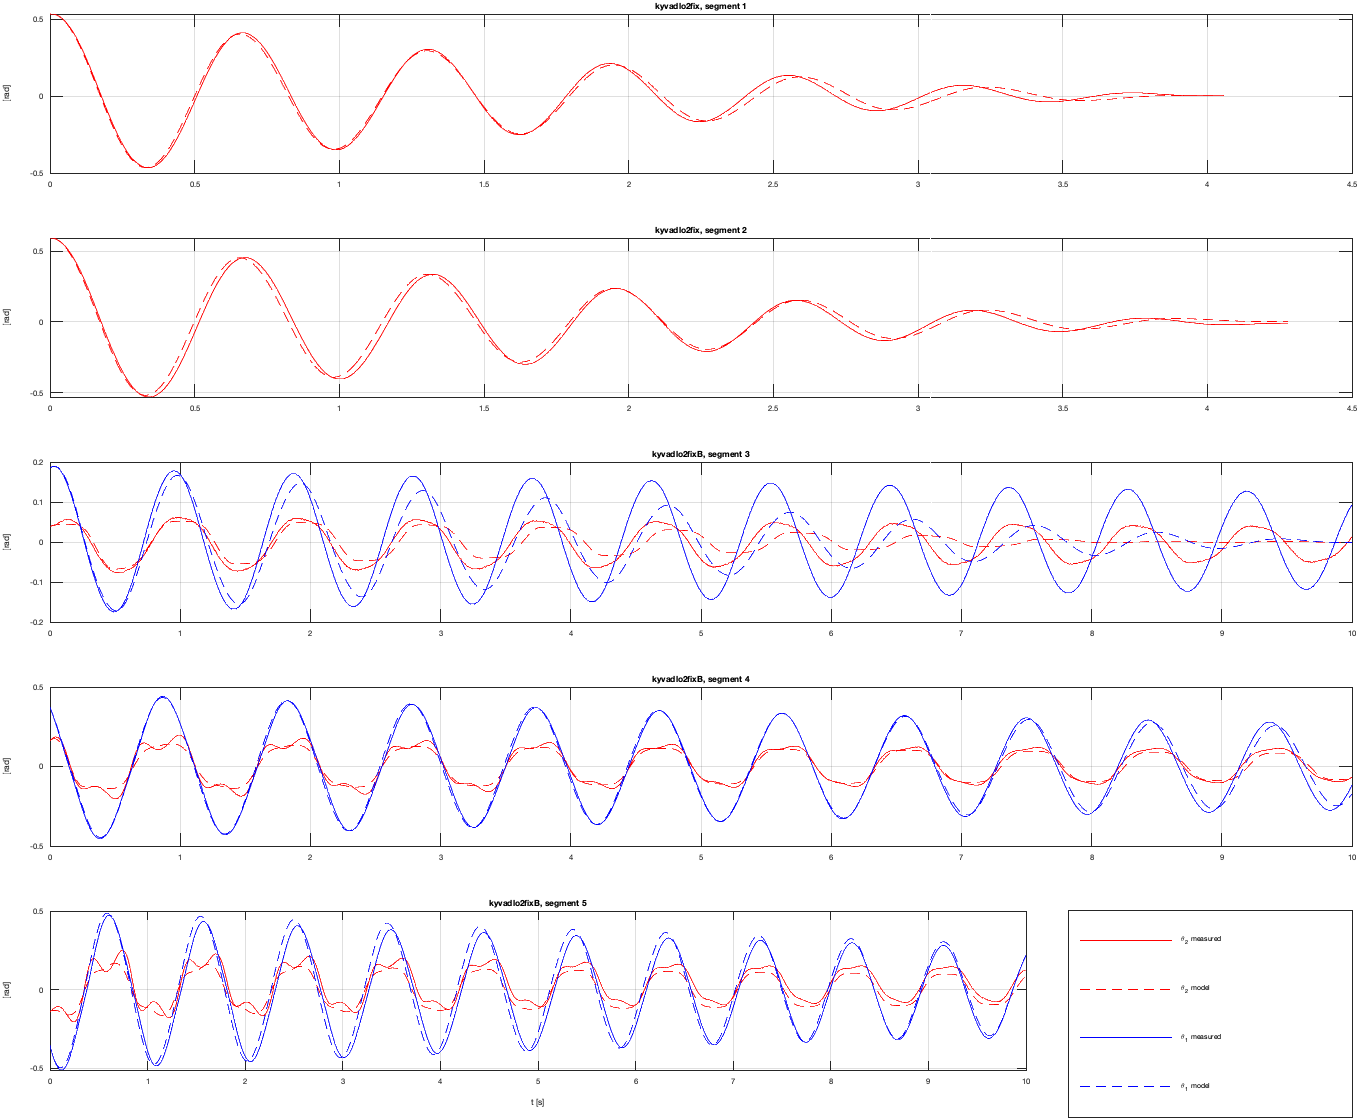 kyvadlo2fix, segment 1
0.5
0
-0.5
[rad]
0 0.5 1 1.5 2 2.5 3 3.5 4 4.5
kyvadlo2fix, segment 2
0.5
0
-0.5
[rad]
0 0.5 1 1.5 2 2.5 3 3.5 4 4.5
kyvadlo2fixB, segment 3
0.2
0.1
0
-0.1
-0.2
[rad]
0 1 2 3 4 5 6 7 8 9 10
kyvadlo2fixB, segment 4
0.5
0
-0.5
[rad]
0 1 2 3 4 5 6 7 8 9 10
kyvadlo2fixB, segment 5
0.5
0
-0.5
[rad]
0 1 2 3 4 5 6 7 8 9 10
t [s]
θ2 measured
θ2 model
θ1 measured
θ1 model